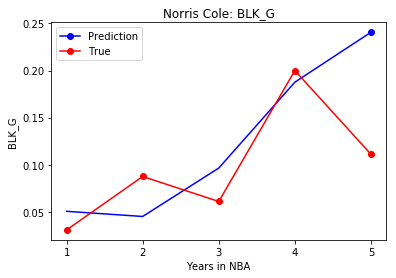 Norris Cole: BLK_G
Prediction
True
0.25
0.20
0.15
0.10
0.05
BLK_G
1 2 3 4 5
Years in NBA